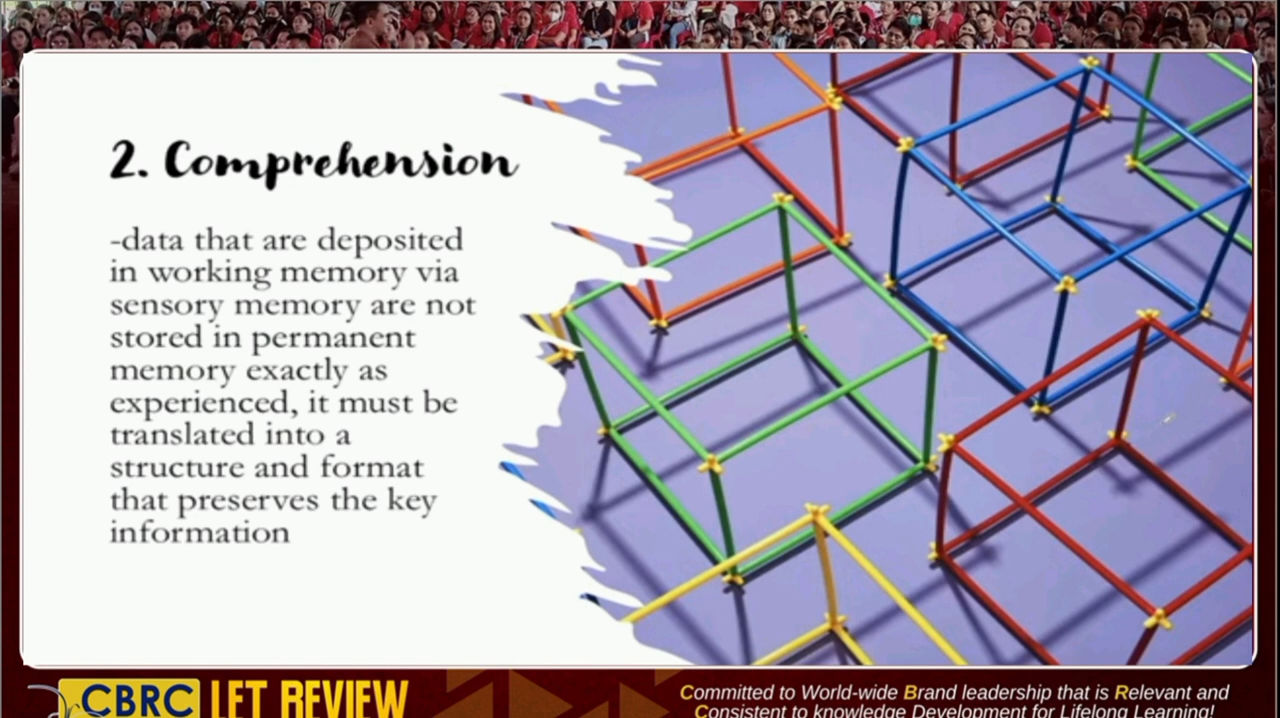 2. Comprehension
-data that are deposited
in working memory via
sensory memory are not
stored in permanent
memory exactly as
experienced, it must be
translated into a
structure and format
that preserves the key
information
CBRC LET REVIEW
Committed to World-wide Brand leadership that is Relevant and
Consistent to knowledge Development for Lifelong Learning!